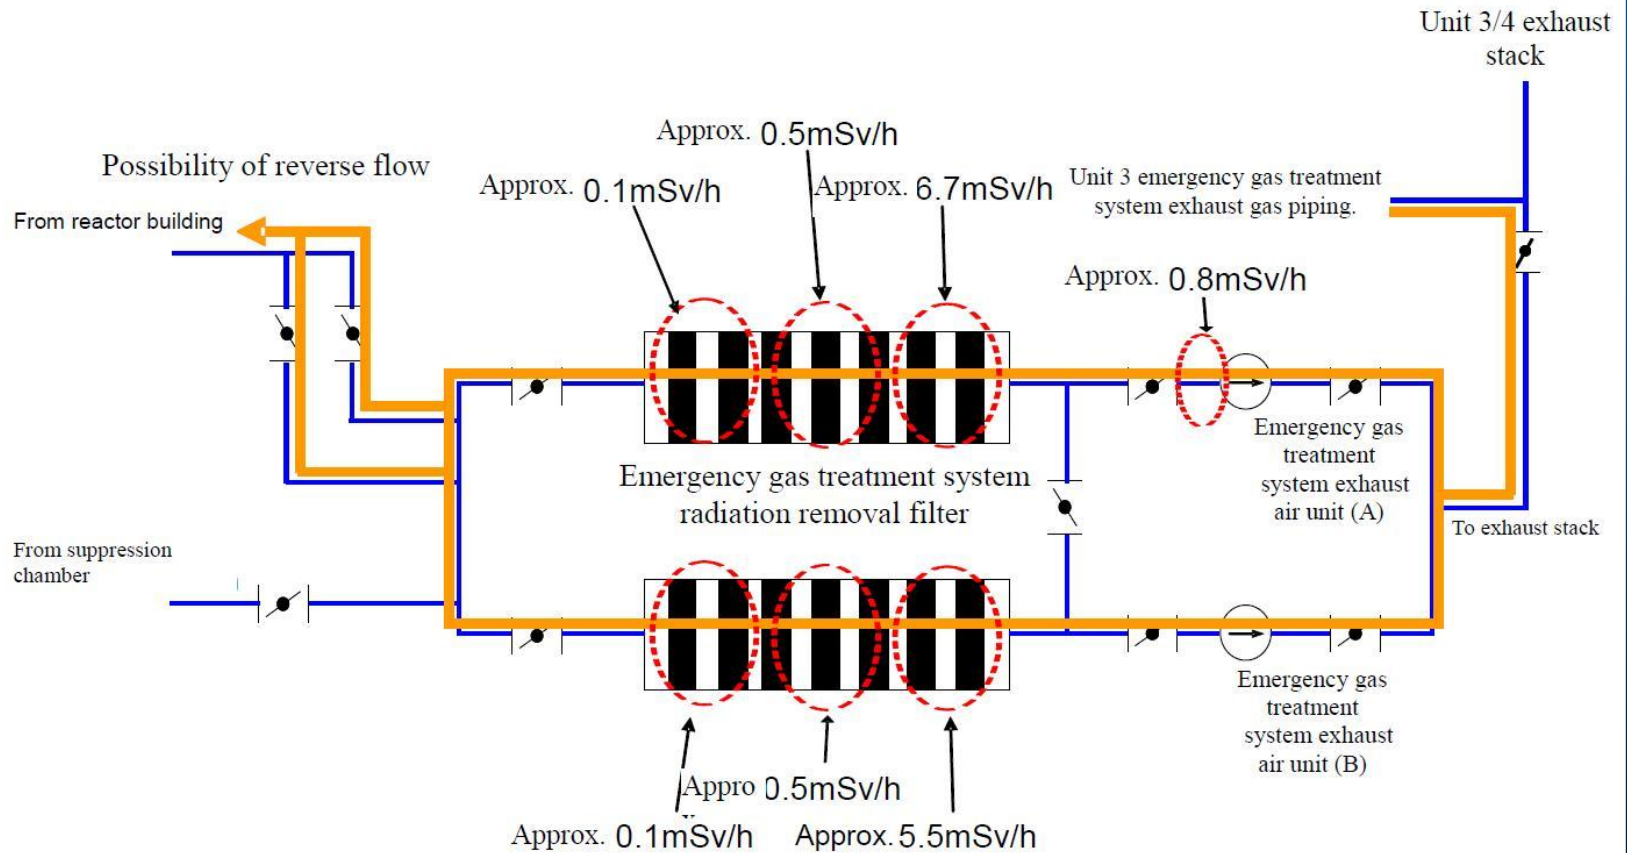 Unit 3/4 exhaust
stack
Approx. 0.5mSv/h
Possibility of reverse flow
Approx. 0.1mSv/h
Approx. 6.7mSv/h
Unit 3 emergency gas treatment
system exhaust gas piping.
From reactor building
Approx. 0.8mSv/h
Emergency gas
treatment
system exhaust
air unit (A)
Emergency gas treatment system
radiation removal filter
To exhaust stack
From suppression
chamber
Emergency gas
treatment
system exhaust
air unit (B)
Appro 0.5mSv/h
Approx. 0.1mSv/h
Approx. 5.5mSv/h